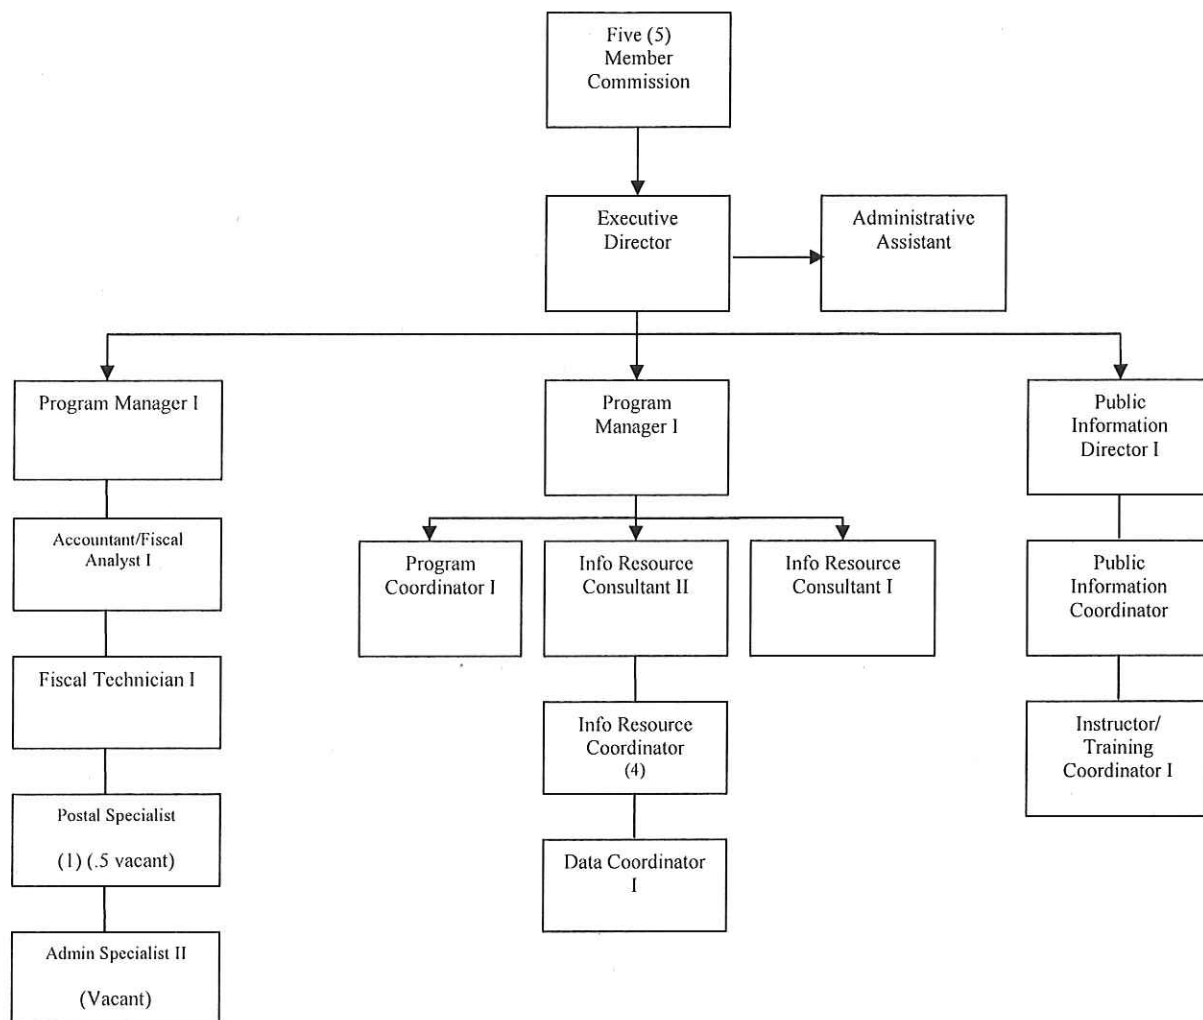 Five (5)
Member
Commission
Executive
Director
Administrative
Assistant
Program Manager I
Program
Manager I
Public
Information
Director I
Accountant/Fiscal
Analyst I
Program
Coordinator I
Info Resource
Consultant II
Info Resource
Consultant I
Public
Information
Coordinator
Fiscal Technician I
Info Resource
Coordinator
(4)
Instructor/
Training
Coordinator I
Postal Specialist
(1) (.5 vacant)
Data Coordinator
I
Admin Specialist II
(Vacant)